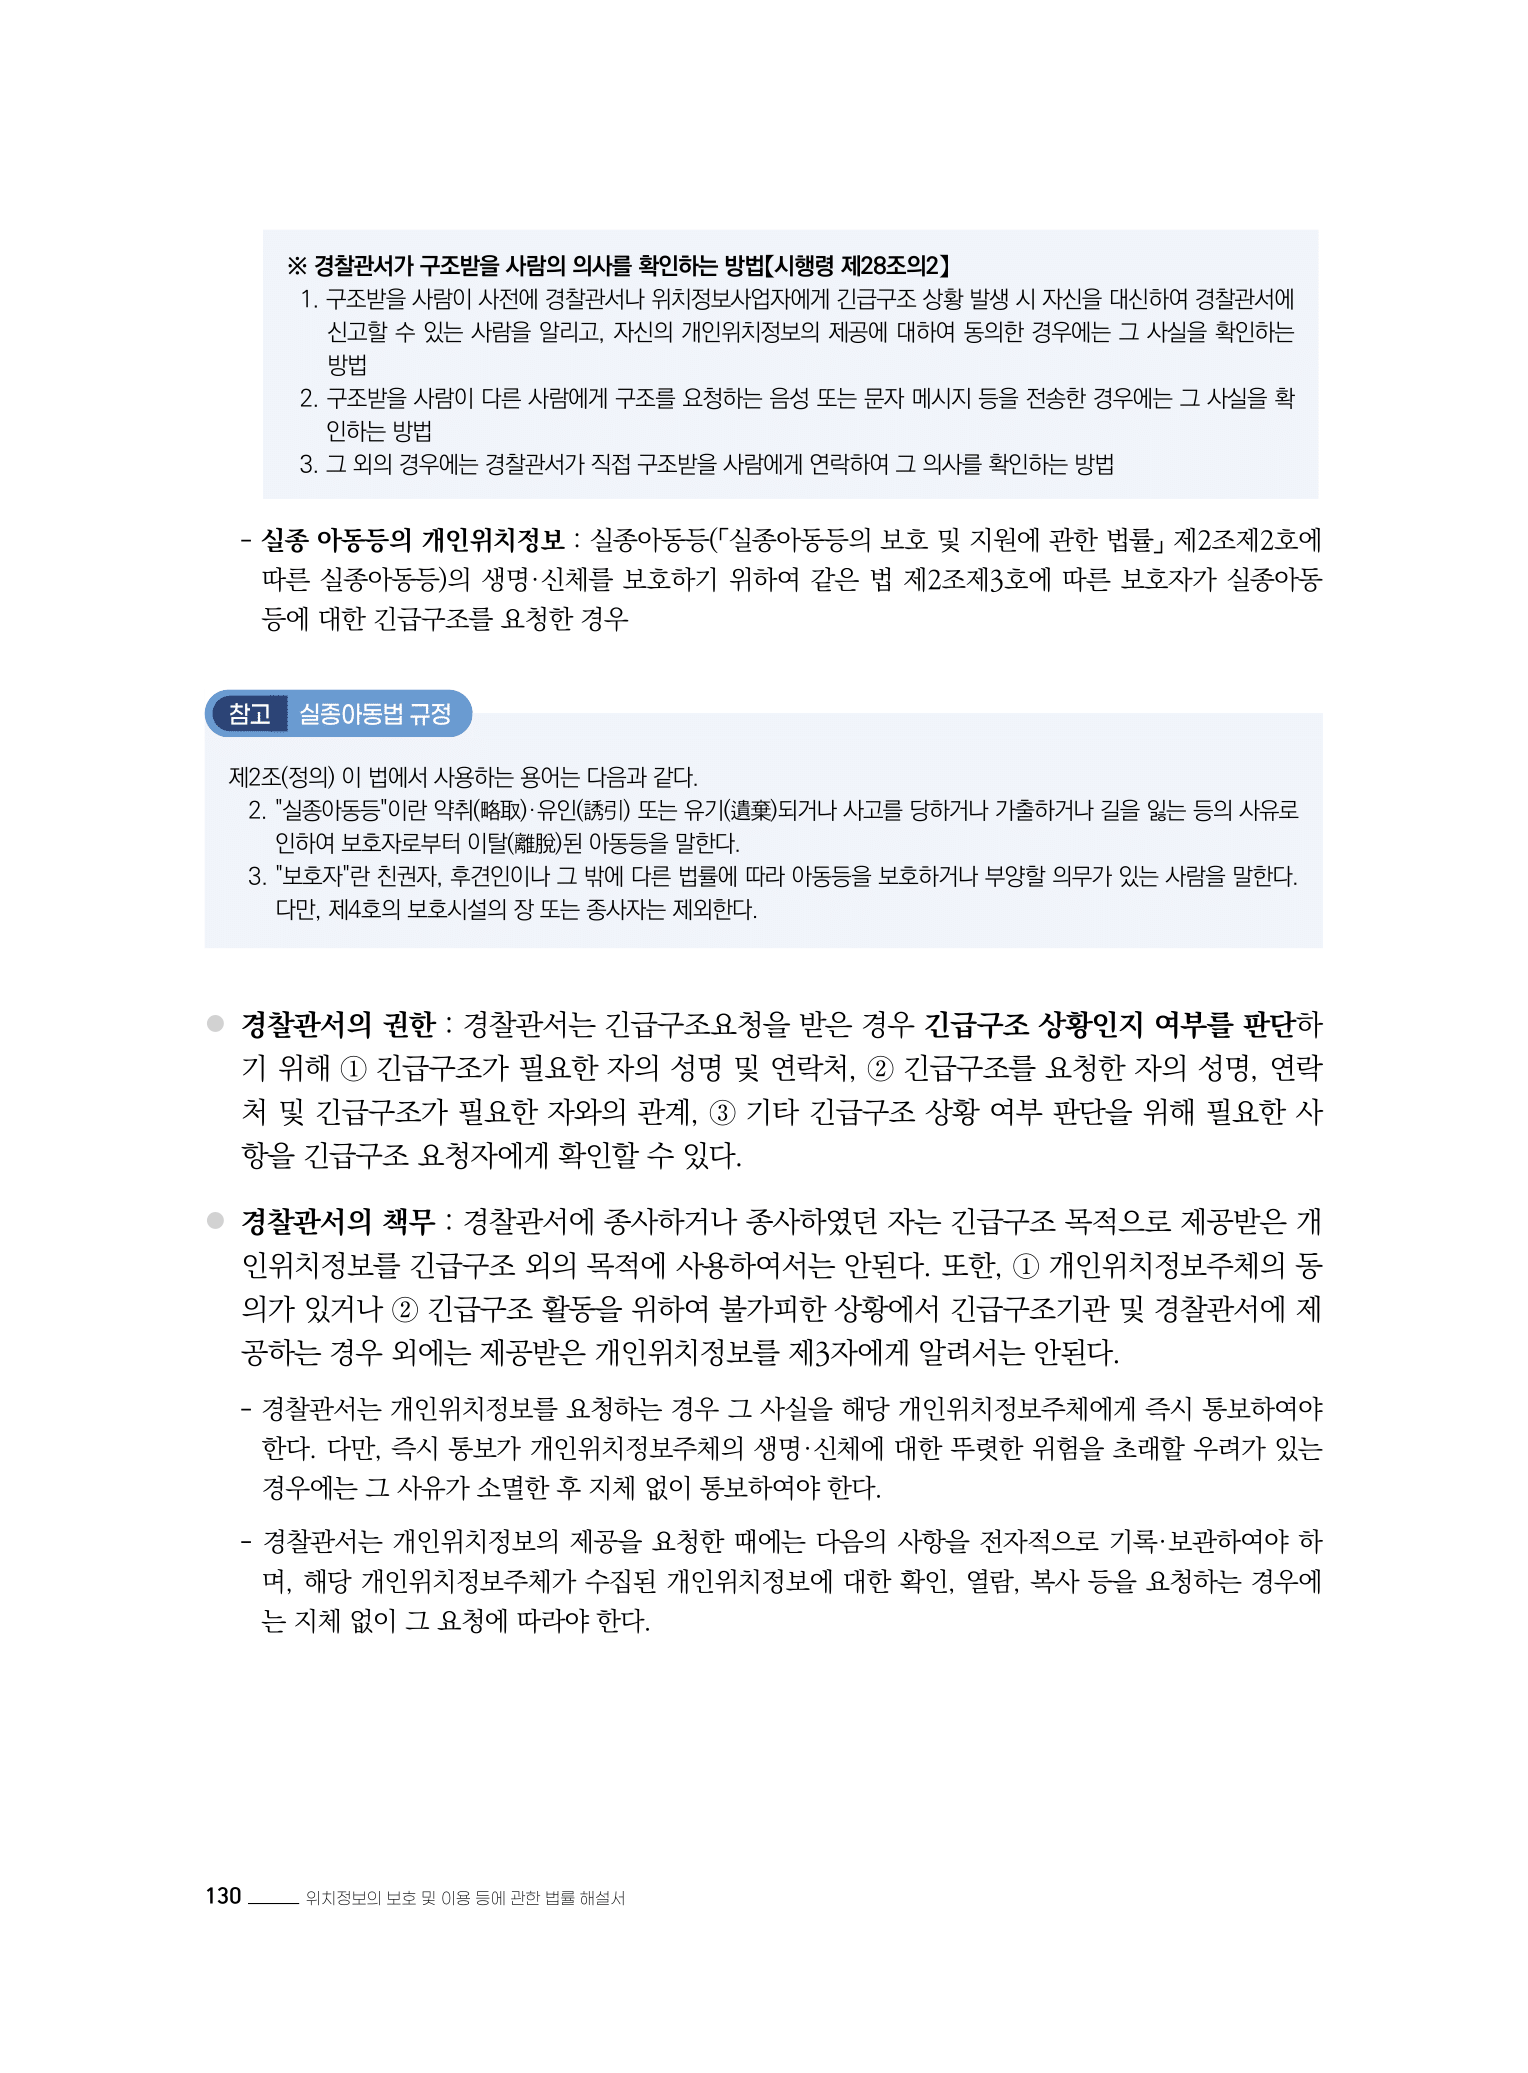 ※ 경찰관서가 구조받을 사람의 의사를 확인하는 방법【시행령 제28조의2】
1. 구조받을 사람이 사전에 경찰관서나 위치정보사업자에게 긴급구조 상황 발생 시 자신을 대신하여 경찰관서에
신고할 수 있는 사람을 알리고, 자신의 개인위치정보의 제공에 대하여 동의한 경우에는 그 사실을 확인하는
방법
2. 구조받을 사람이 다른 사람에게 구조를 요청하는 음성 또는 문자 메시지 등을 전송한 경우에는 그 사실을 확
인하는 방법
3. 그 외의 경우에는 경찰관서가 직접 구조받을 사람에게 연락하여 그 의사를 확인하는 방법
- 실종 아동등의 개인위치정보 : 실종아동등(「실종아동등의 보호 및 지원에 관한 법률」 제2조제2호에
따른 실종아동등)의 생명·신체를 보호하기 위하여 같은 법 제2조제3호에 따른 보호자가 실종아동
등에 대한 긴급구조를 요청한 경우
참고 실종아동법 규정
제2조(정의) 이 법에서 사용하는 용어는 다음과 같다.
2. "실종아동등"이란 약취(略取)·유인(誘引) 또는 유기(遺棄)되거나 사고를 당하거나 가출하거나 길을 잃는 등의 사유로
인하여 보호자로부터 이탈(離脫)된 아동등을 말한다.
3. "보호자"란 친권자, 후견인이나 그 밖에 다른 법률에 따라 아동등을 보호하거나 부양할 의무가 있는 사람을 말한다.
다만, 제4호의 보호시설의 장 또는 종사자는 제외한다.
● 경찰관서의 권한 : 경찰관서는 긴급구조요청을 받은 경우 긴급구조 상황인지 여부를 판단하
기 위해 ① 긴급구조가 필요한 자의 성명 및 연락처, ② 긴급구조를 요청한 자의 성명, 연락
처 및 긴급구조가 필요한 자와의 관계, ③ 기타 긴급구조 상황 여부 판단을 위해 필요한 사
항을 긴급구조 요청자에게 확인할 수 있다.
● 경찰관서의 책무 : 경찰관서에 종사하거나 종사하였던 자는 긴급구조 목적으로 제공받은 개
인위치정보를 긴급구조 외의 목적에 사용하여서는 안된다. 또한, ① 개인위치정보주체의 동
의가 있거나 ② 긴급구조 활동을 위하여 불가피한 상황에서 긴급구조기관 및 경찰관서에 제
공하는 경우 외에는 제공받은 개인위치정보를 제3자에게 알려서는 안된다.
- 경찰관서는 개인위치정보를 요청하는 경우 그 사실을 해당 개인위치정보주체에게 즉시 통보하여야
한다. 다만, 즉시 통보가 개인위치정보주체의 생명·신체에 대한 뚜렷한 위험을 초래할 우려가 있는
경우에는 그 사유가 소멸한 후 지체 없이 통보하여야 한다.
- 경찰관서는 개인위치정보의 제공을 요청한 때에는 다음의 사항을 전자적으로 기록·보관하여야 하
며, 해당 개인위치정보주체가 수집된 개인위치정보에 대한 확인, 열람, 복사 등을 요청하는 경우에
는 지체 없이 그 요청에 따라야 한다.
130 위치정보의 보호 및 이용 등에 관한 법률 해설서